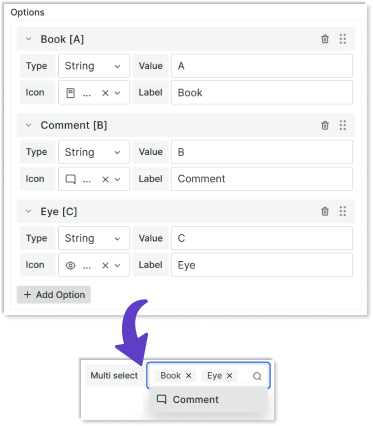 Options
Book [A]
Type String Value A
Icon ... Label Book
Comment [B]
Type String Value B
Icon ... Label Comment
Eye [C]
Type String Value C
Icon ... Label Eye
+ Add Option
Multi select Book × Eye ×
Comment